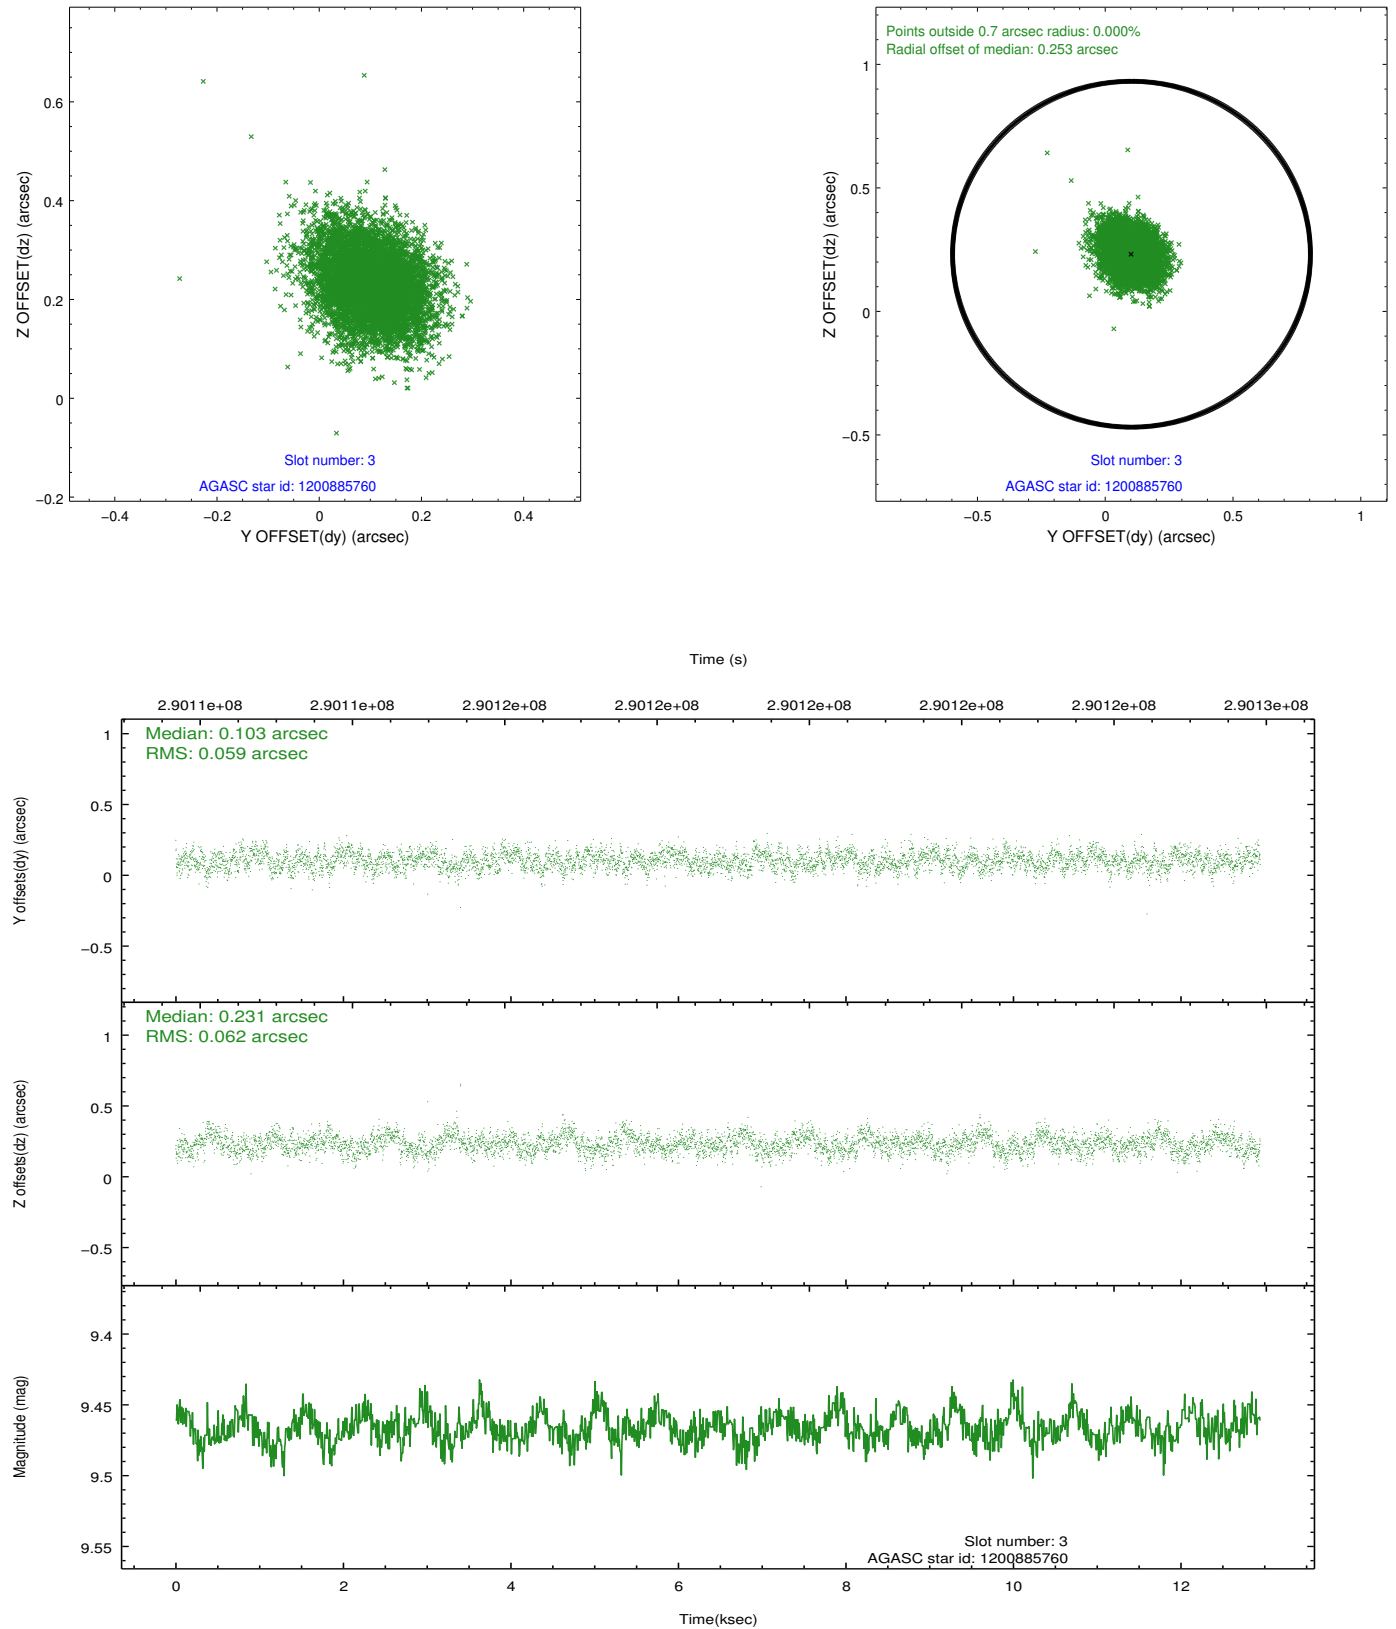 0.6
0.4
0.2
0
−0.2
Z OFFSET(dz) (arcsec)
Slot number: 3
AGASC star id: 1200885760
−0.4
−0.2
0
0.2
0.4
Y OFFSET(dy) (arcsec)
Points outside 0.7 arcsec radius: 0.000%
Radial offset of median: 0.253 arcsec
1
0.5
0
−0.5
Z OFFSET(dz) (arcsec)
Slot number: 3
AGASC star id: 1200885760
−0.5
0
0.5
1
Y OFFSET(dy) (arcsec)
Time (s)
2.9011e+08
2.9011e+08
2.9012e+08
2.9012e+08
2.9012e+08
2.9012e+08
2.9012e+08
2.9013e+08
Median: 0.103 arcsec
RMS: 0.059 arcsec
1
0.5
0
−0.5
Y offsets(dy) (arcsec)
Median: 0.231 arcsec
RMS: 0.062 arcsec
1
0.5
0
−0.5
Z offsets(dz) (arcsec)
9.4
9.45
9.5
9.55
Magnitude (mag)
Slot number: 3
AGASC star id: 1200885760
0
2
4
6
8
10
12
Time(ksec)